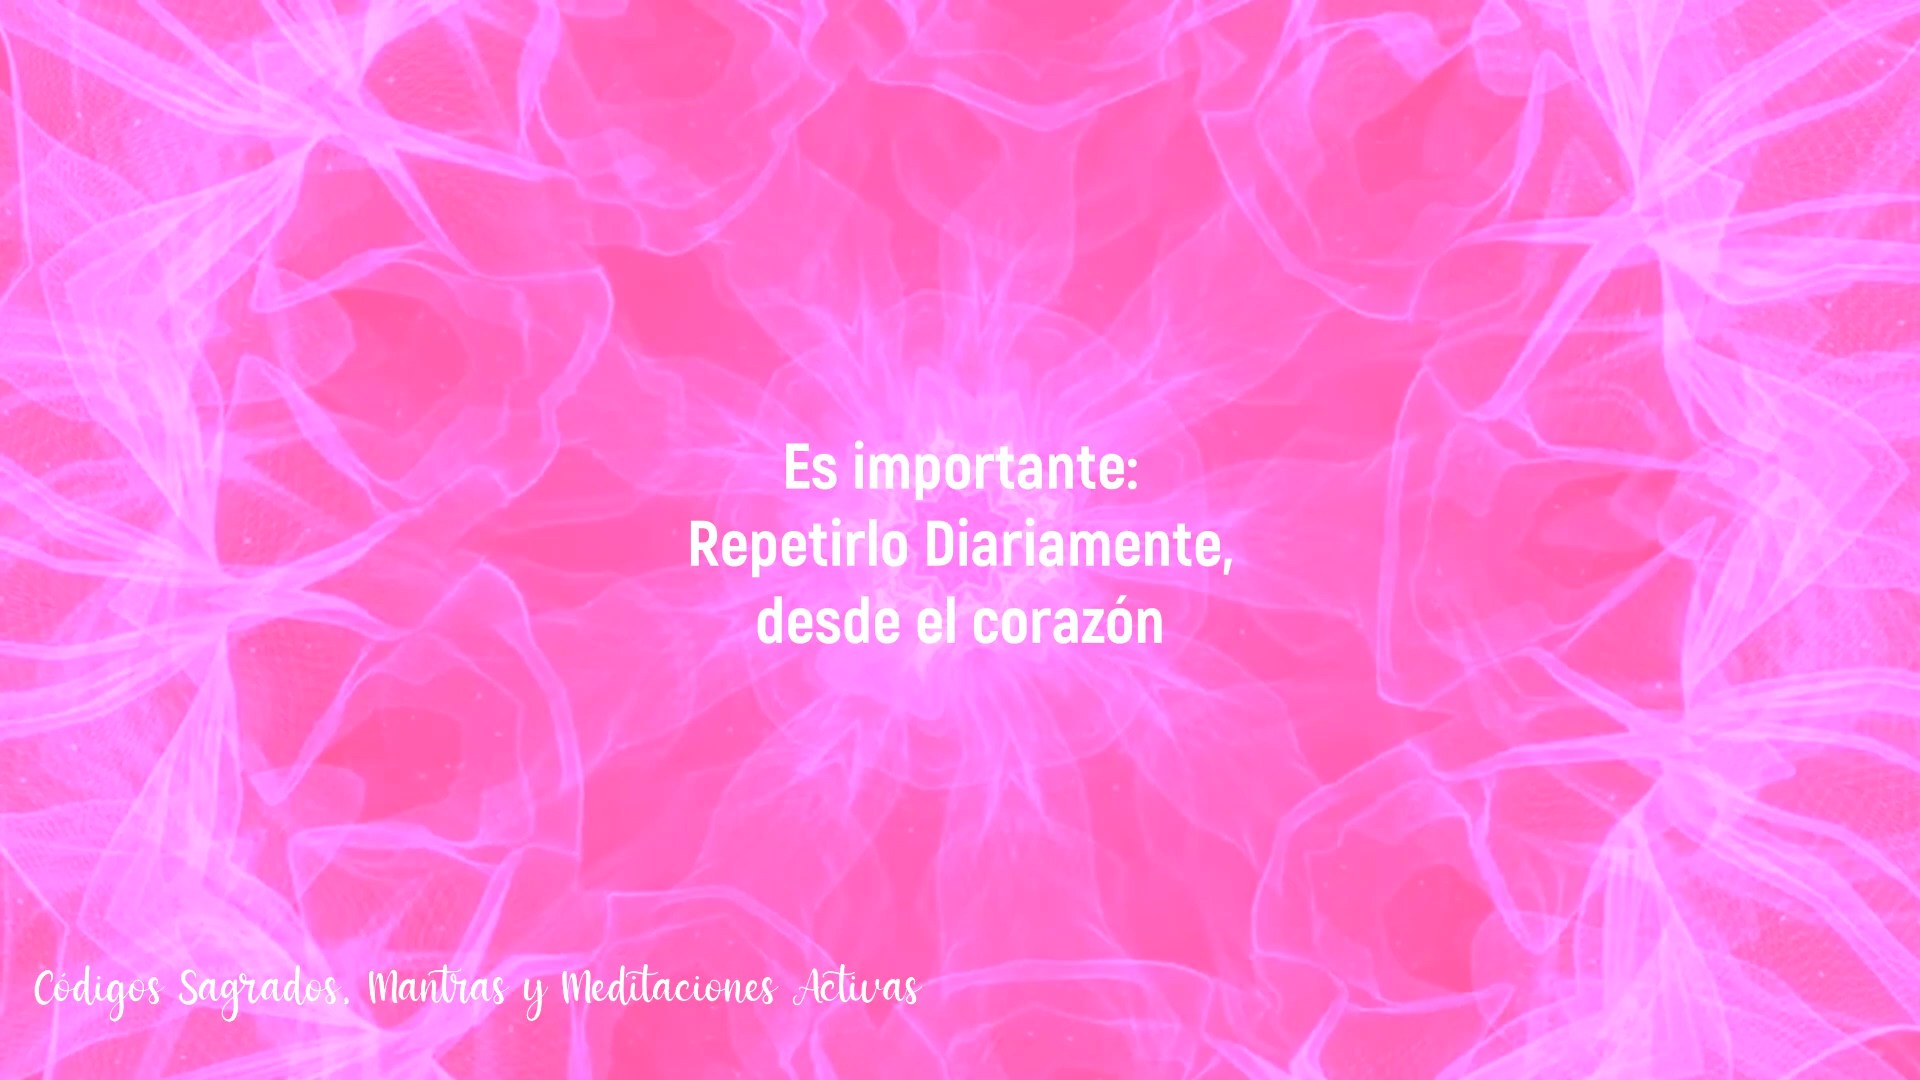 Es importante:
Repetirlo Diariamente,
desde el corazón
Códigos Sagrados, Mantras y Meditaciones Activas